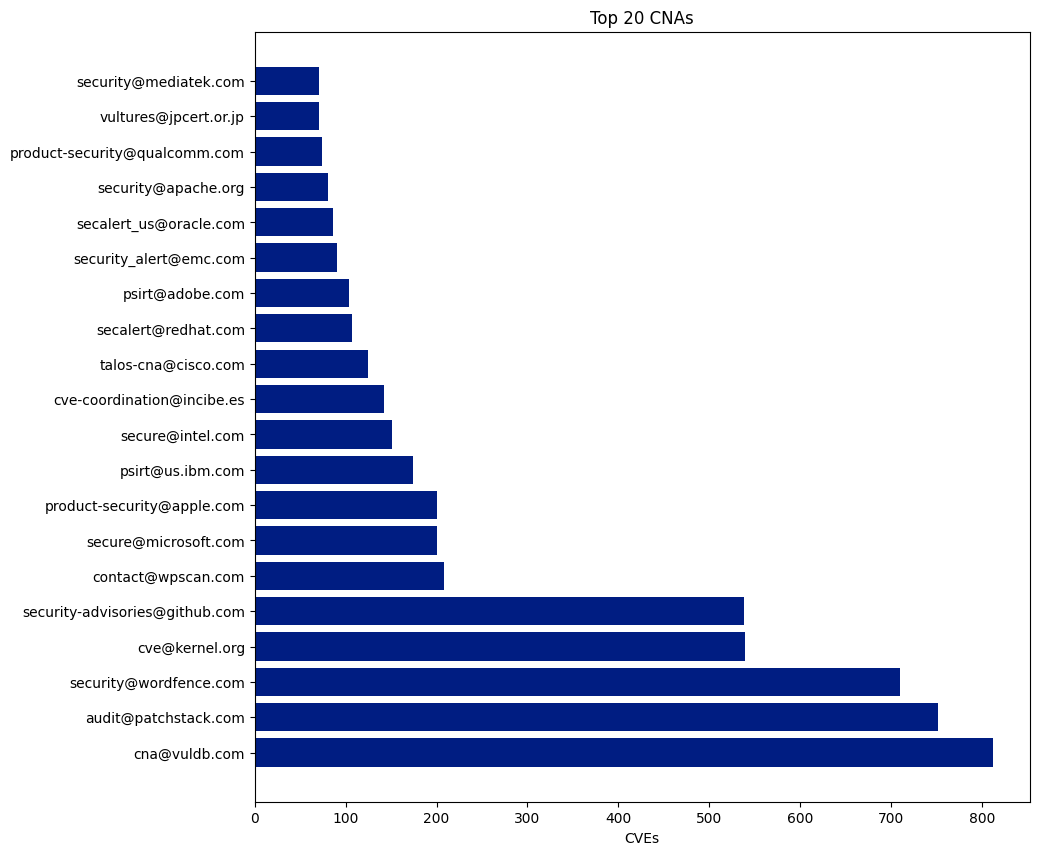 Top 20 CNAs
security@mediatek.com
vultures@jpcert.or.jp
product-security@qualcomm.com
security@apache.org
secalert_us@oracle.com
security_alert@emc.com
psirt@adobe.com
secalert@redhat.com
talos-cna@cisco.com
cve-coordination@incibe.es
secure@intel.com
psirt@us.ibm.com
product-security@apple.com
secure@microsoft.com
contact@wpscan.com
security-advisories@github.com
cve@kernel.org
security@wordfence.com
audit@patchstack.com
cna@vuldb.com
0 100 200 300 400 500 600 700 800
CVEs